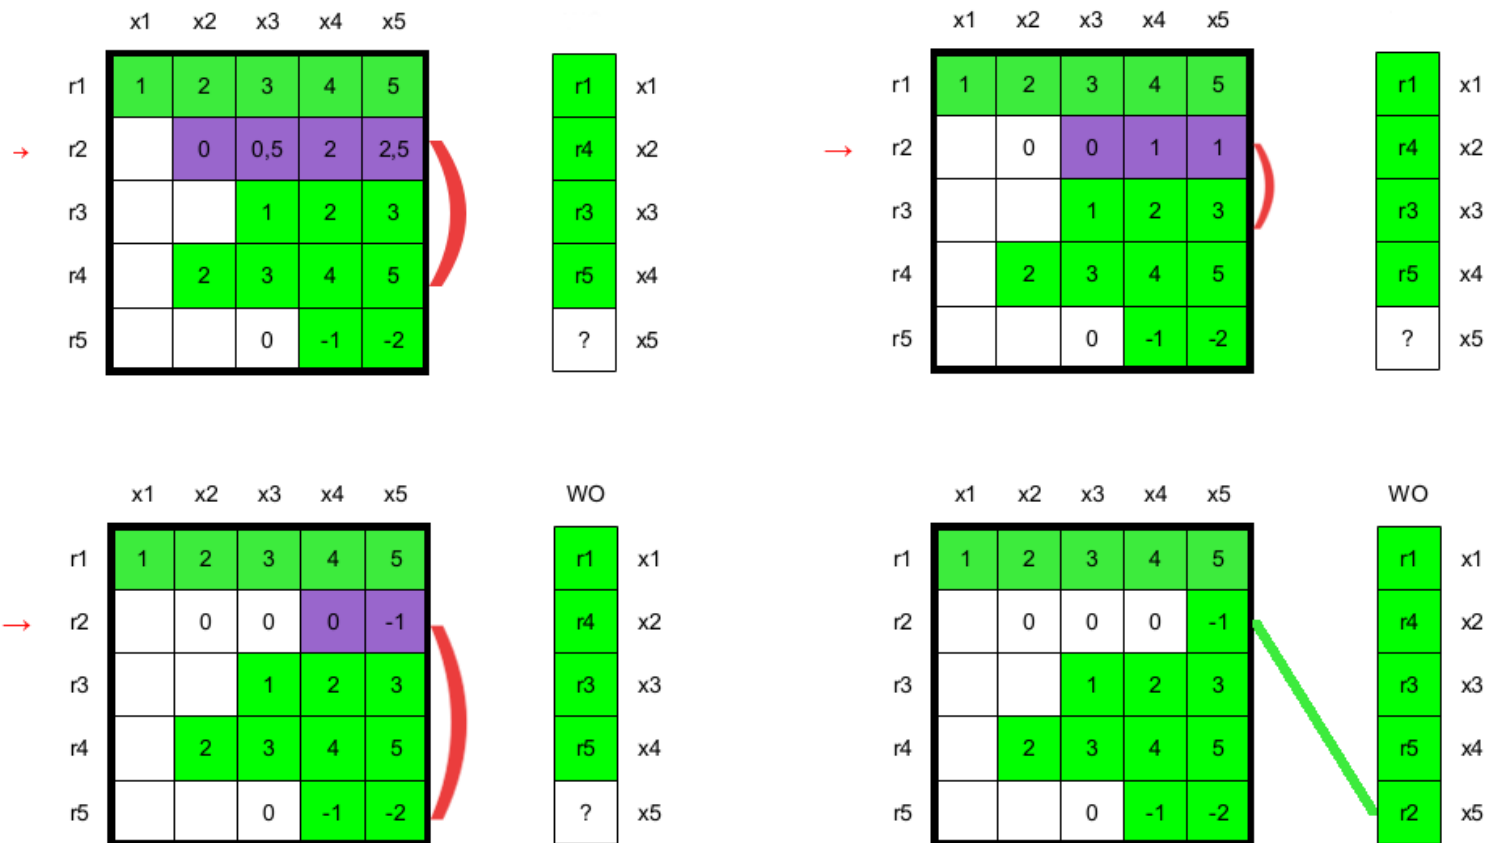 x1 x2 x3 x4 x5
r1 1 2 3 4 5 r1 x1
→ r2 0 0,5 2 2,5 r4 x2
r3 1 2 3 r3 x3
r4 2 3 4 5 r5 x4
r5 0 -1 -2 ? x5
x1 x2 x3 x4 x5
r1 1 2 3 4 5 r1 x1
→ r2 0 0 1 1 r4 x2
r3 1 2 3 r3 x3
r4 2 3 4 5 r5 x4
r5 0 -1 -2 ? x5
x1 x2 x3 x4 x5 WO
r1 1 2 3 4 5 r1 x1
→ r2 0 0 0 -1 r4 x2
r3 1 2 3 r3 x3
r4 2 3 4 5 r5 x4
r5 0 -1 -2 ? x5
x1 x2 x3 x4 x5 WO
r1 1 2 3 4 5 r1 x1
r2 0 0 0 -1 r4 x2
r3 1 2 3 r3 x3
r4 2 3 4 5 r5 x4
r5 0 -1 -2 r2 x5